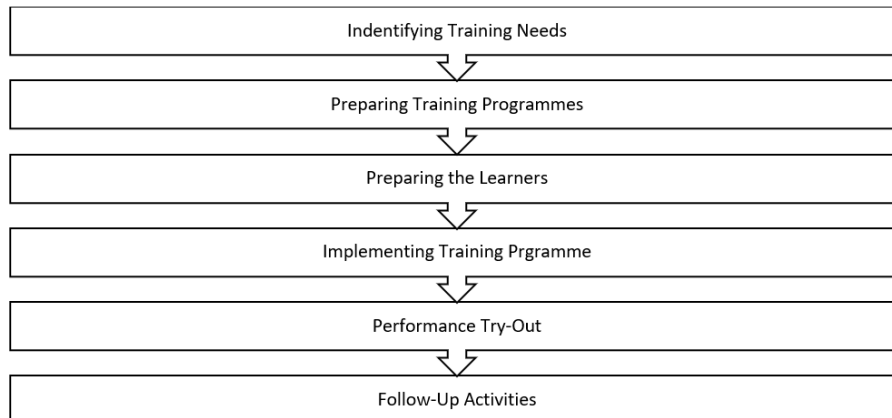 Indentifying Training Needs
Preparing Training Programmes
Preparing the Learners
Implementing Training Prgramme
Performance Try-Out
Follow-Up Activities